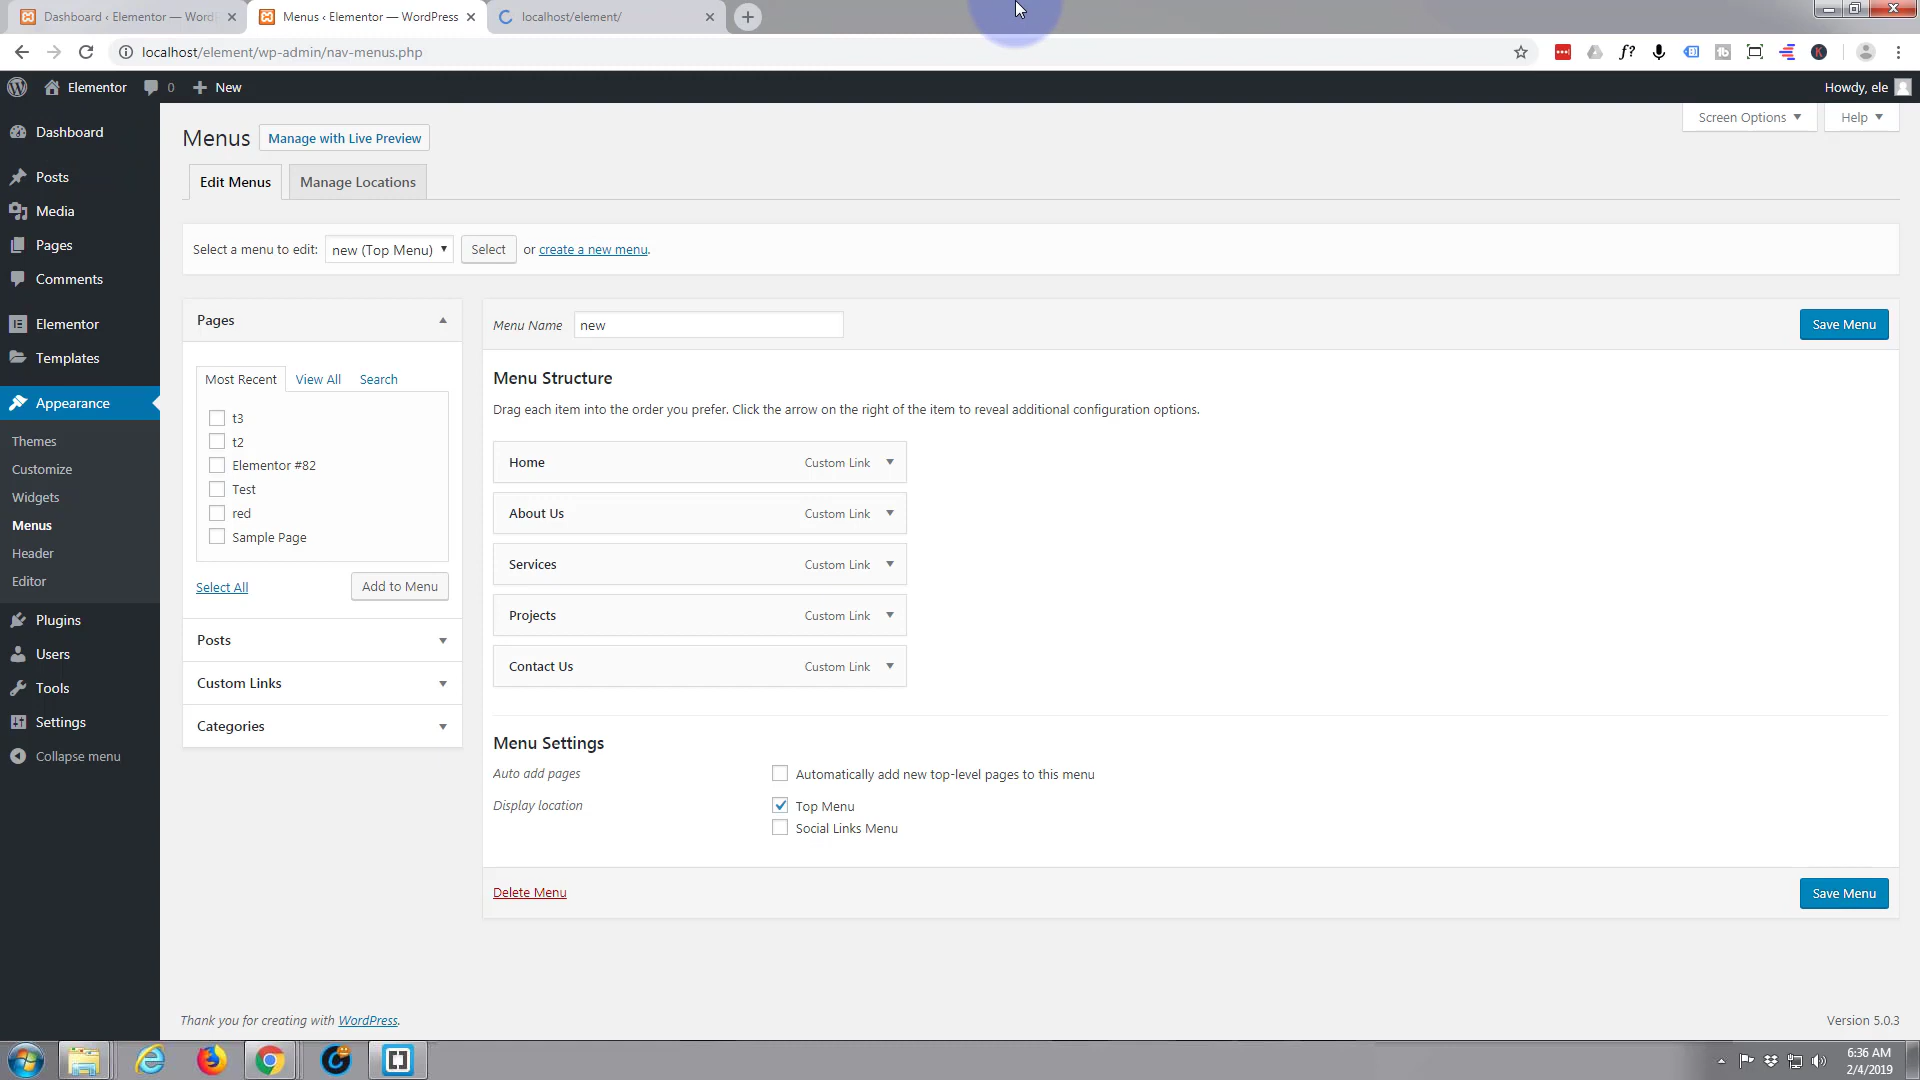 Dashboard ‹ Elementor — Word
Menus ‹ Elementor — WordPress
localhost/element/
localhost/element/wp-admin/nav-menus.php
Elementor
0
New
Howdy, ele
Screen Options
Help
Dashboard
Posts
Media
Pages
Comments
Elementor
Templates
Appearance
Themes
Customize
Widgets
Menus
Header
Editor
Plugins
Users
Tools
Settings
Collapse menu
Menus
Manage with Live Preview
Edit Menus
Manage Locations
Select a menu to edit: new (Top Menu) Select or create a new menu.
Pages
Most Recent View All Search
t3
t2
Elementor #82
Test
red
Sample Page
Select All
Add to Menu
Posts
Custom Links
Categories
Menu Name new
Save Menu
Menu Structure
Drag each item into the order you prefer. Click the arrow on the right of the item to reveal additional configuration options.
Home Custom Link
About Us Custom Link
Services Custom Link
Projects Custom Link
Contact Us Custom Link
Menu Settings
Auto add pages
Automatically add new top-level pages to this menu
Display location
Top Menu
Social Links Menu
Delete Menu
Save Menu
Thank you for creating with WordPress.
Version 5.0.3
6:36 AM
2/4/2019